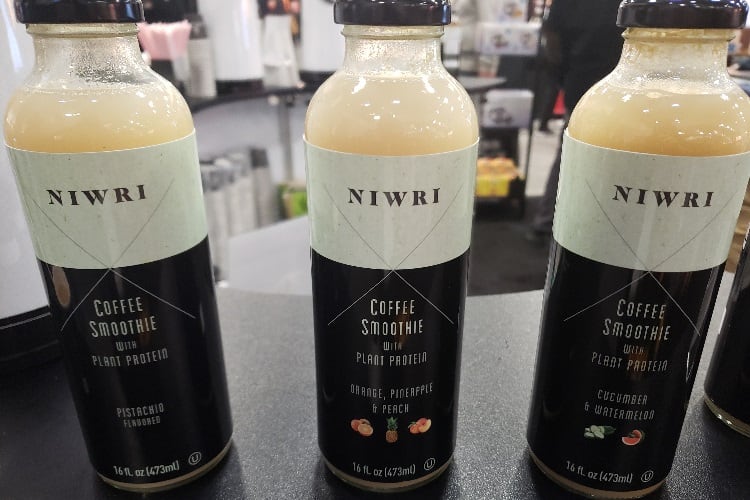 NIWRI
COFFEE
SMOOTHIE
WITH
PLANT PROTEIN
PISTACHIO
FLAVORED
16 fl. oz (473ml) U
NIWRI
COFFEE
SMOOTHIE
WITH
PLANT PROTEIN
ORANGE, PINEAPPLE
& PEACH
16 fl. oz (473ml) U
NIWRI
COFFEE
SMOOTHIE
WITH
PLANT PROTEIN
CUCUMBER
& WATERMELON
16 fl. oz (473ml) U